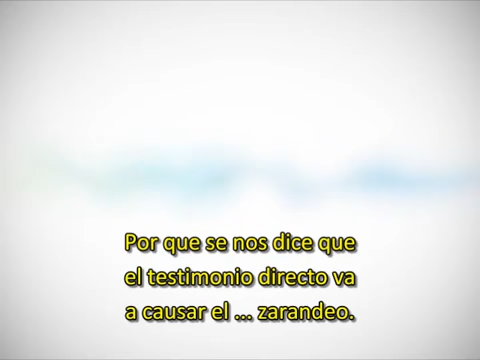 Por que se nos dice que
el testimonio directo va
a causar el ... zarandeo.